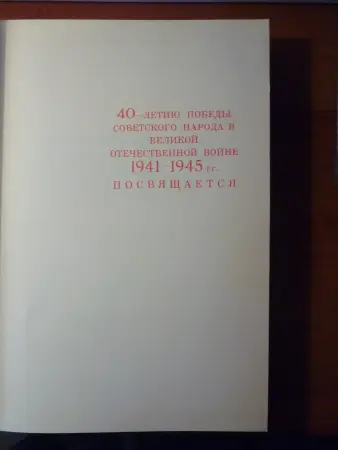 40-ЛЕТИЮ ПОБЕДЫ
СОВЕТСКОГО НАРОДА В
ВЕЛИКОЙ
ОТЕЧЕСТВЕННОЙ ВОЙНЕ
1941–1945 гг.
ПОСВЯЩАЕТСЯ